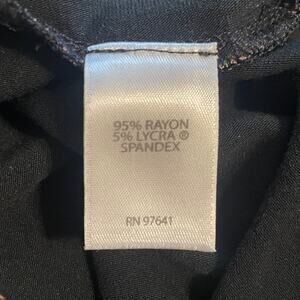 95% RAYON
5% LYCRA ®
SPANDEX
RN 97641